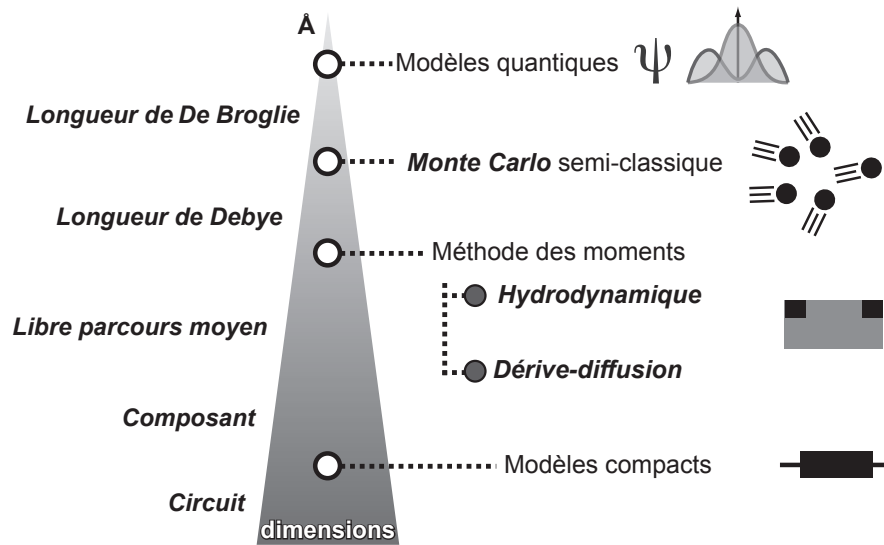 Å
Modèles quantiques ψ
Longueur de De Broglie
Monte Carlo semi-classique
Longueur de Debye
Méthode des moments
Hydrodynamique
Libre parcours moyen
Dérive-diffusion
Composant
Modèles compacts
Circuit
dimensions